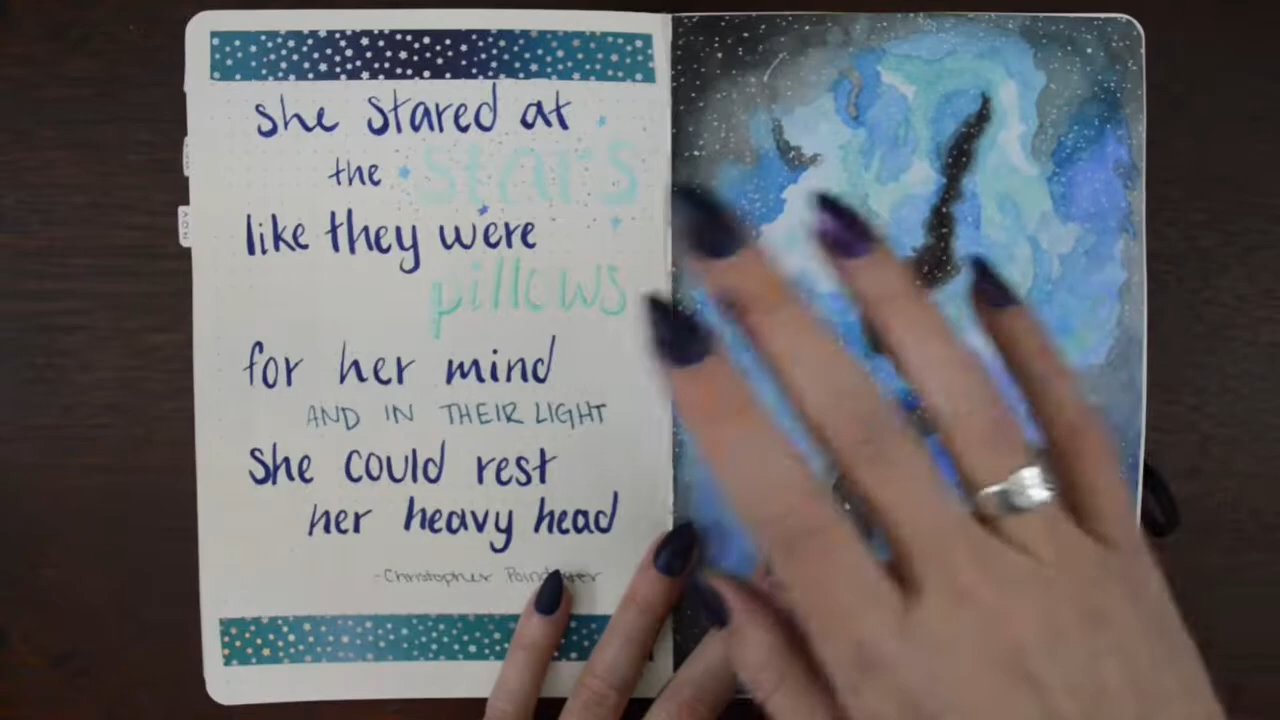 she stared at
the stars
like they were
pillows
for her mind
AND IN THEIR LIGHT
She could rest
her heavy head
-Christopher
NOV